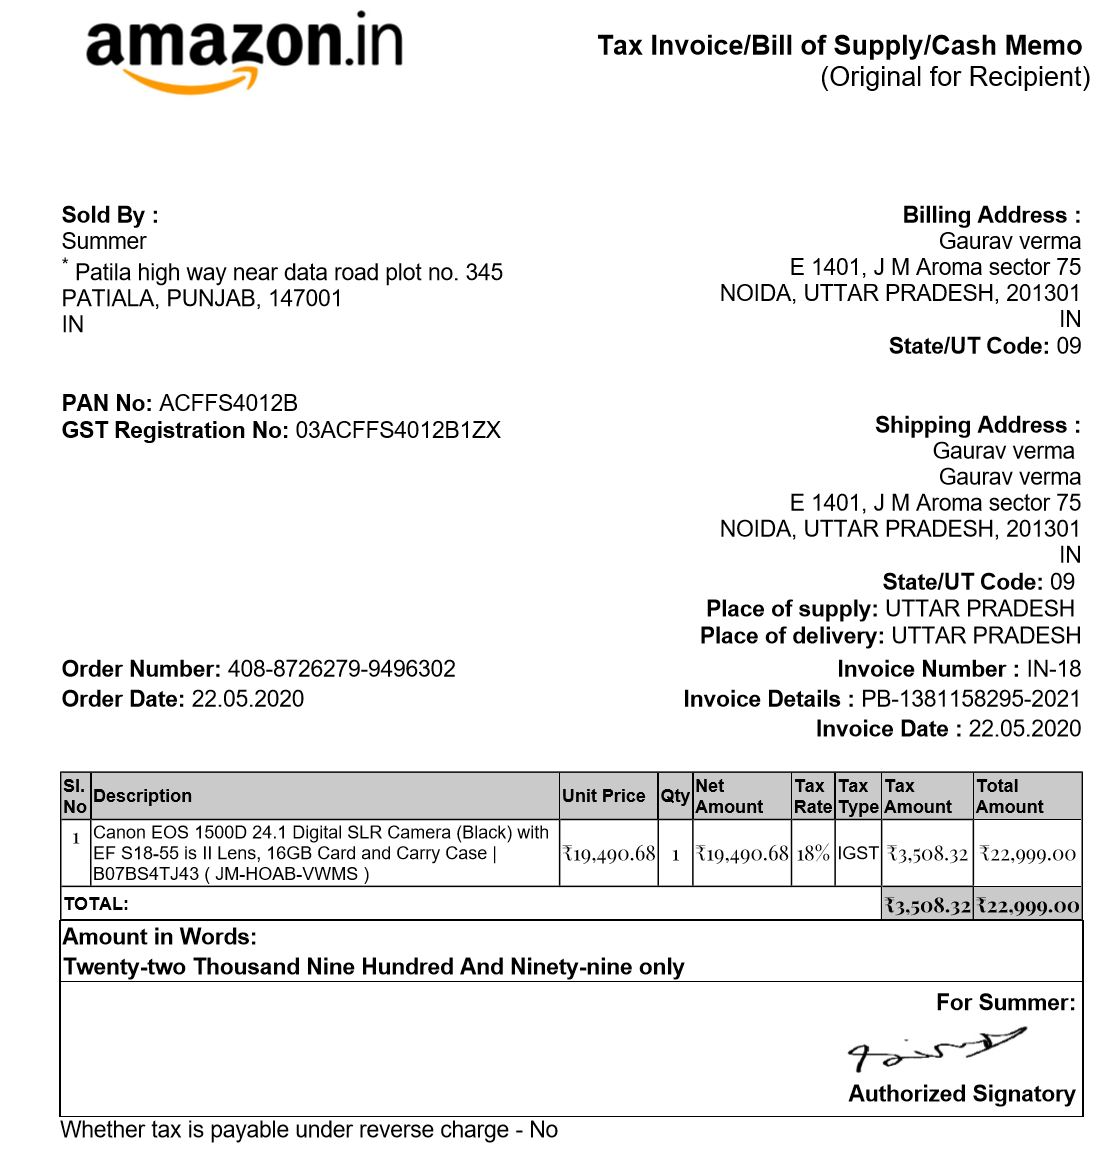 amazon.in
Tax Invoice/Bill of Supply/Cash Memo
(Original for Recipient)
Sold By :
Summer
* Patila high way near data road plot no. 345
PATIALA, PUNJAB, 147001
IN
Billing Address :
Gaurav verma
E 1401, J M Aroma sector 75
NOIDA, UTTAR PRADESH, 201301
IN
State/UT Code: 09
PAN No: ACFFS4012B
GST Registration No: 03ACFFS4012B1ZX
Shipping Address :
Gaurav verma
Gaurav verma
E 1401, J M Aroma sector 75
NOIDA, UTTAR PRADESH, 201301
IN
State/UT Code: 09
Place of supply: UTTAR PRADESH
Place of delivery: UTTAR PRADESH
Order Number: 408-8726279-9496302
Order Date: 22.05.2020
Invoice Number : IN-18
Invoice Details : PB-1381158295-2021
Invoice Date : 22.05.2020
Sl. No Description Unit Price Qty Net Amount Tax Rate Tax Type Tax Amount Total Amount
1 Canon EOS 1500D 24.1 Digital SLR Camera (Black) with
EF S18-55 is II Lens, 16GB Card and Carry Case | ₹19,490.68 1 ₹19,490.68 18% IGST ₹3,508.32 ₹22,999.00
B07BS4TJ43 ( JM-HOAB-VWMS )
TOTAL: ₹3,508.32 ₹22,999.00
Amount in Words:
Twenty-two Thousand Nine Hundred And Ninety-nine only
For Summer:
Authorized Signatory
Whether tax is payable under reverse charge - No